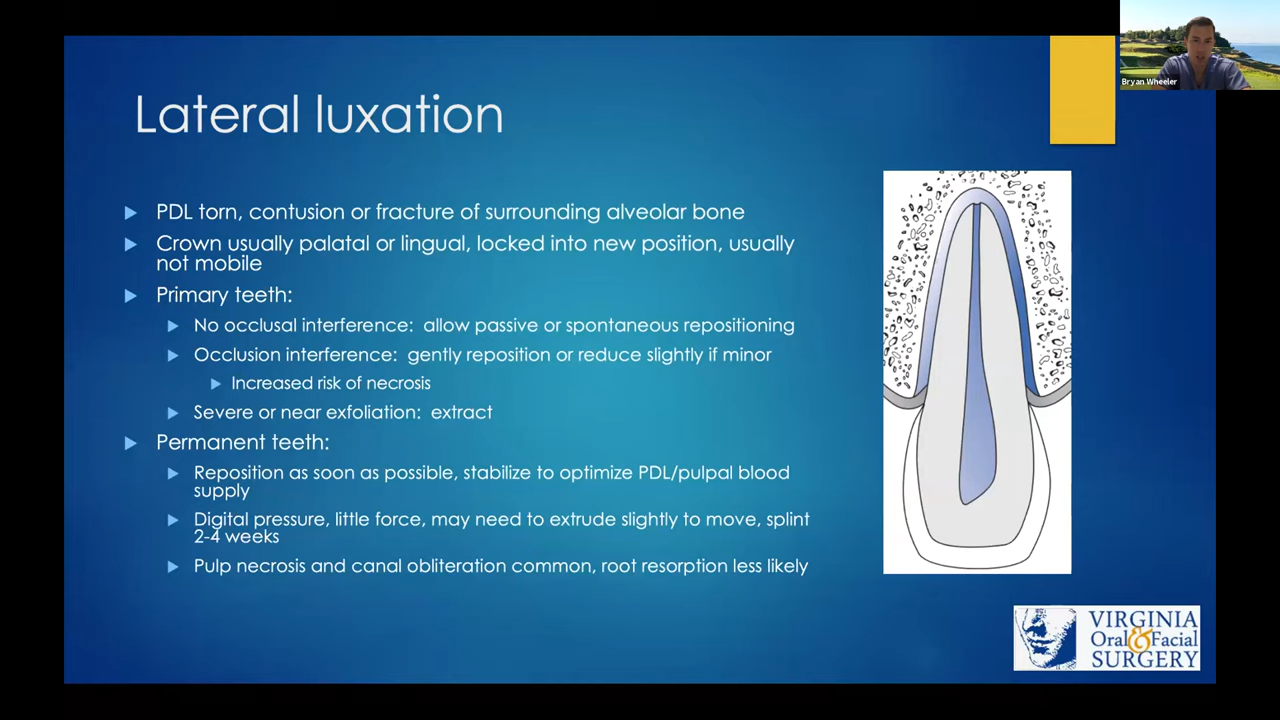 Bryan Wheeler
Lateral luxation
PDL torn, contusion or fracture of surrounding alveolar bone
Crown usually palatal or lingual, locked into new position, usually
not mobile
Primary teeth:
No occlusal interference: allow passive or spontaneous repositioning
Occlusion interference: gently reposition or reduce slightly if minor
Increased risk of necrosis
Severe or near exfoliation: extract
Permanent teeth:
Reposition as soon as possible, stabilize to optimize PDL/pulpal blood
supply
Digital pressure, little force, may need to extrude slightly to move, splint
2-4 weeks
Pulp necrosis and canal obliteration common, root resorption less likely
VIRGINIA
Oral & Facial
SURGERY